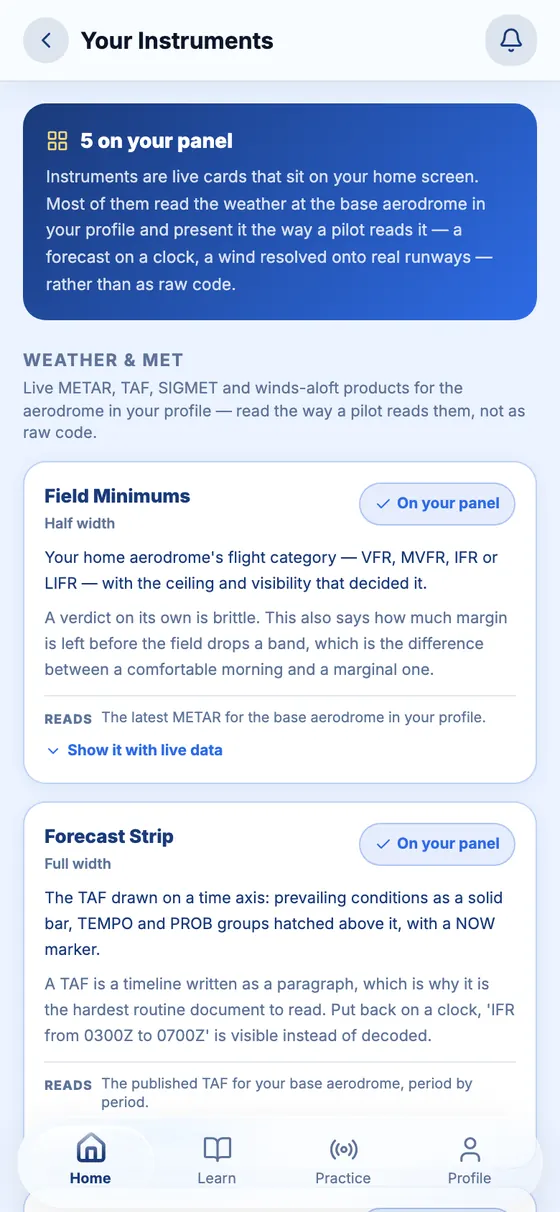 Your Instruments
5 on your panel
Instruments are live cards that sit on your home screen.
Most of them read the weather at the base aerodrome in
your profile and present it the way a pilot reads it — a
forecast on a clock, a wind resolved onto real runways —
rather than as raw code.
WEATHER & MET
Live METAR, TAF, SIGMET and winds-aloft products for the
aerodrome in your profile — read the way a pilot reads them, not as
raw code.
Field Minimums
On your panel
Half width
Your home aerodrome's flight category — VFR, MVFR, IFR or
LIFR — with the ceiling and visibility that decided it.
A verdict on its own is brittle. This also says how much margin
is left before the field drops a band, which is the difference
between a comfortable morning and a marginal one.
READS The latest METAR for the base aerodrome in your profile.
Show it with live data
Forecast Strip
On your panel
Full width
The TAF drawn on a time axis: prevailing conditions as a solid
bar, TEMPO and PROB groups hatched above it, with a NOW
marker.
A TAF is a timeline written as a paragraph, which is why it is
the hardest routine document to read. Put back on a clock, 'IFR
from 0300Z to 0700Z' is visible instead of decoded.
READS The published TAF for your base aerodrome, period by
period.
Home Learn Practice Profile